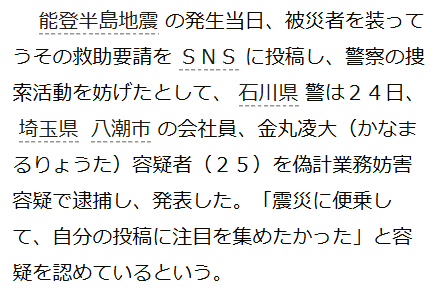 能登半島地震 の発生当日、被災者を装って
うその救助要請を ＳＮＳ に投稿し、警察の捜
索活動を妨げたとして、 石川県 警は２４日、
埼玉県 八潮市 の会社員、金丸凌大（かなま
るりょうた）容疑者（２５）を偽計業務妨害
容疑で逮捕し、発表した。「震災に便乗し
て、自分の投稿に注目を集めたかった」と容
疑を認めているという。